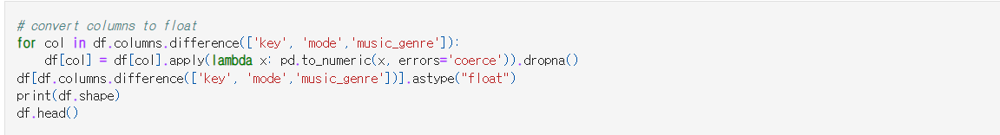 # convert columns to float
for col in df.columns.difference(['key', 'mode','music_genre']):
    df[col] = df[col].apply(lambda x: pd.to_numeric(x, errors='coerce')).dropna()
df[df.columns.difference(['key', 'mode','music_genre'])].astype("float")
print(df.shape)
df.head()